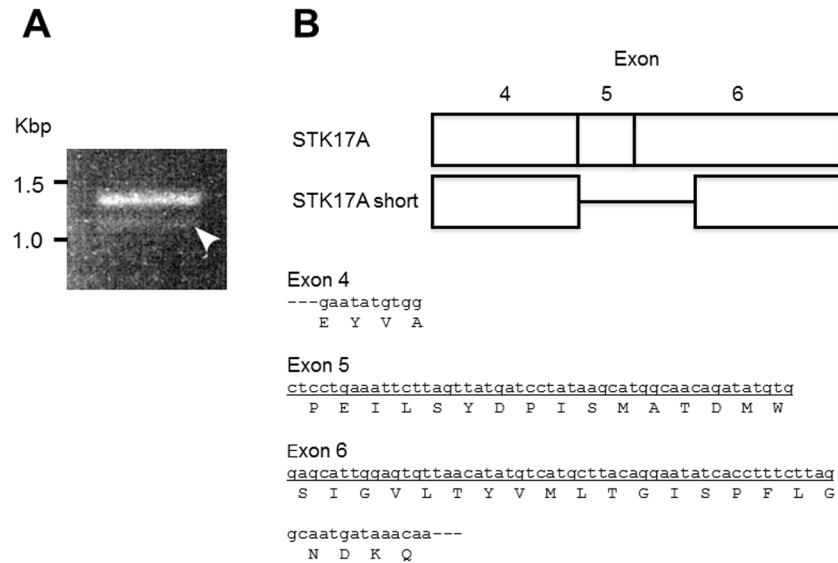 A
B
Exon
4 5 6
Kbp
STK17A
1.5
STK17A short
1.0
Exon 4
---gaatatgtgg
E Y V A
Exon 5
ctcctgaaattcttagttatgatcctataagcatggcaacagatatgtg
P E I L S Y D P I S M A T D M W
Exon 6
gagcattggagtgttaacatatgtcatgcttacaggaatatcacctttcttag
S I G V L T Y V M L T G I S P F L G
gcaatgataaacaa---
N D K Q